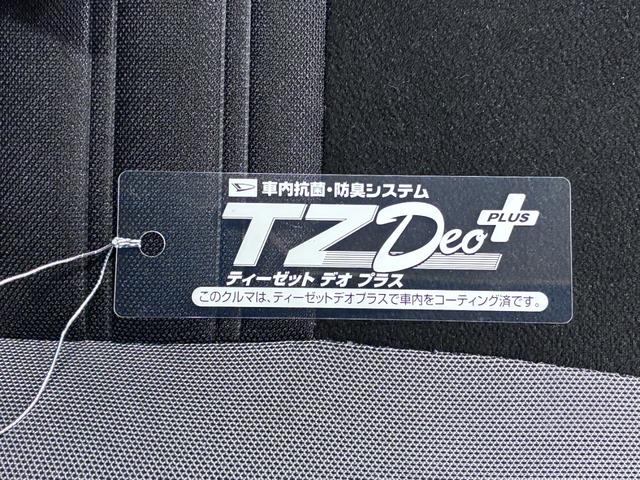 車内抗菌・防臭システム
TZ Deo PLUS
ティーゼット デオ プラス
このクルマは、ティーゼットデオプラスで車内をコーティング済です。